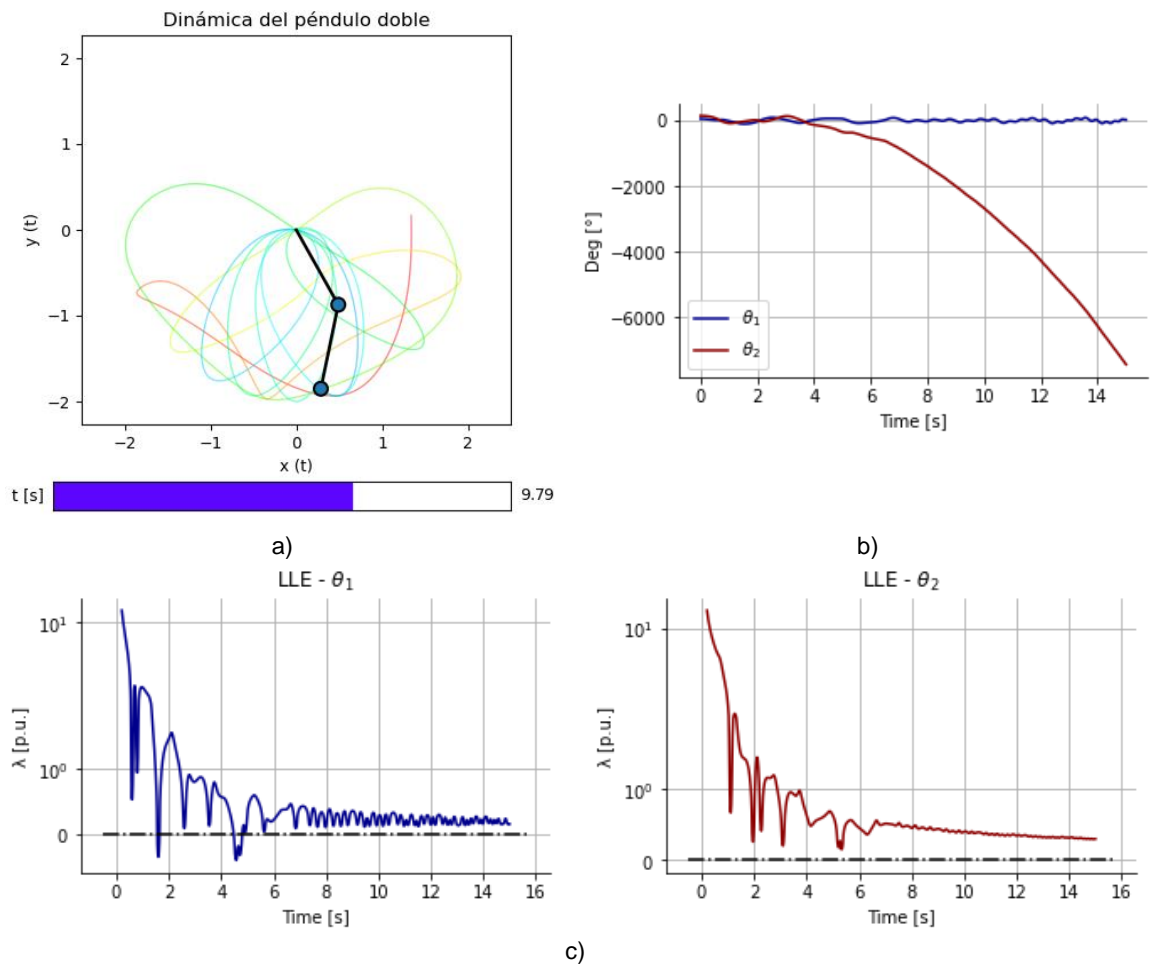 Dinámica del péndulo doble
y (t)
2
1
0
−1
−2
−2 −1 0 1 2
x (t)
t [s] 9.79
a)
Deg [°]
0
−2000
−4000
−6000
θ₁
θ₂
0 2 4 6 8 10 12 14
Time [s]
b)
LLE - θ₁
λ [p.u.]
10¹
10⁰
0
0 2 4 6 8 10 12 14 16
Time [s]
LLE - θ₂
λ [p.u.]
10¹
10⁰
0
0 2 4 6 8 10 12 14 16
Time [s]
c)